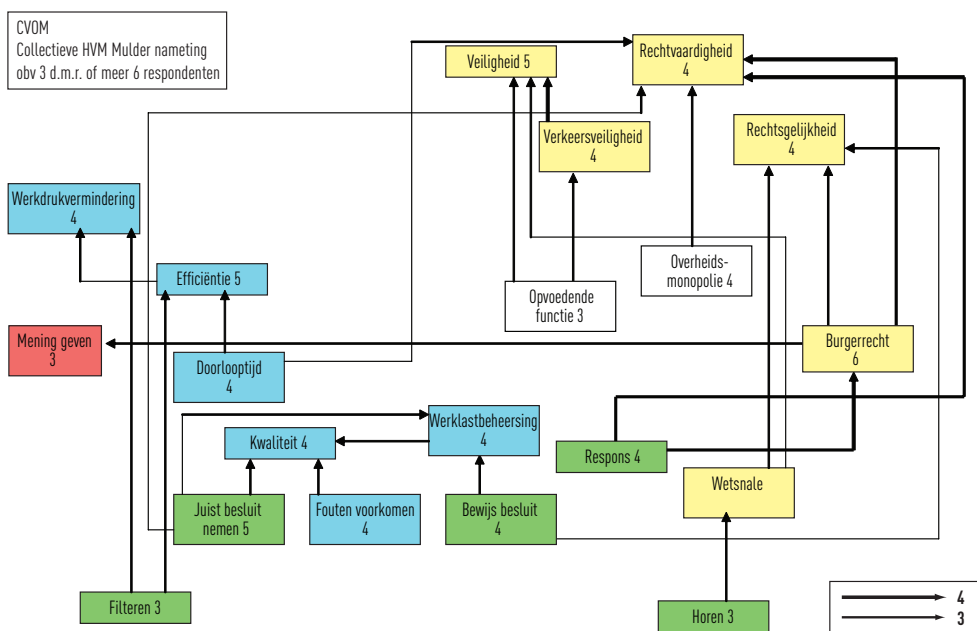 CVOM
Collectieve HVM Mulder nameting
obv 3 d.m.r. of meer 6 respondenten
Veiligheid 5
Rechtvaardigheid
4
Verkeersveiligheid
4
Rechtsgelijkheid
4
Werkdrukvermindering
4
Efficiëntie 5
Opvoedende
functie 3
Overheids-
monopolie 4
Mening geven
3
Doorlooptijd
4
Burgerrecht
6
Kwaliteit 4
Werklastbeheersing
4
Respons 4
Wetsnale
Juist besluit
nemen 5
Fouten voorkomen
4
Bewijs besluit
4
Filteren 3
Horen 3
4
3